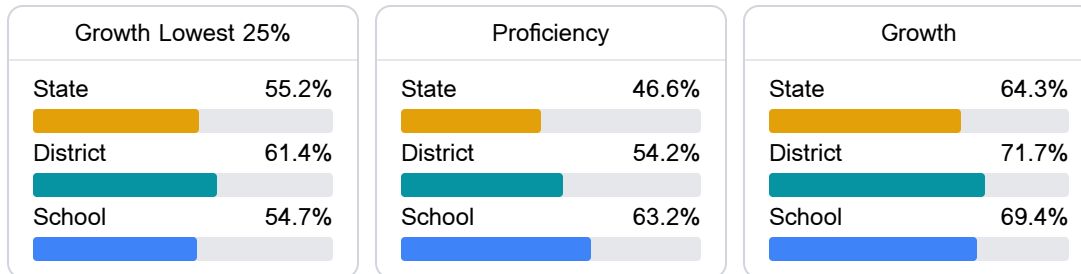 Growth Lowest 25%
State 55.2%
District 61.4%
School 54.7%
Proficiency
State 46.6%
District 54.2%
School 63.2%
Growth
State 64.3%
District 71.7%
School 69.4%